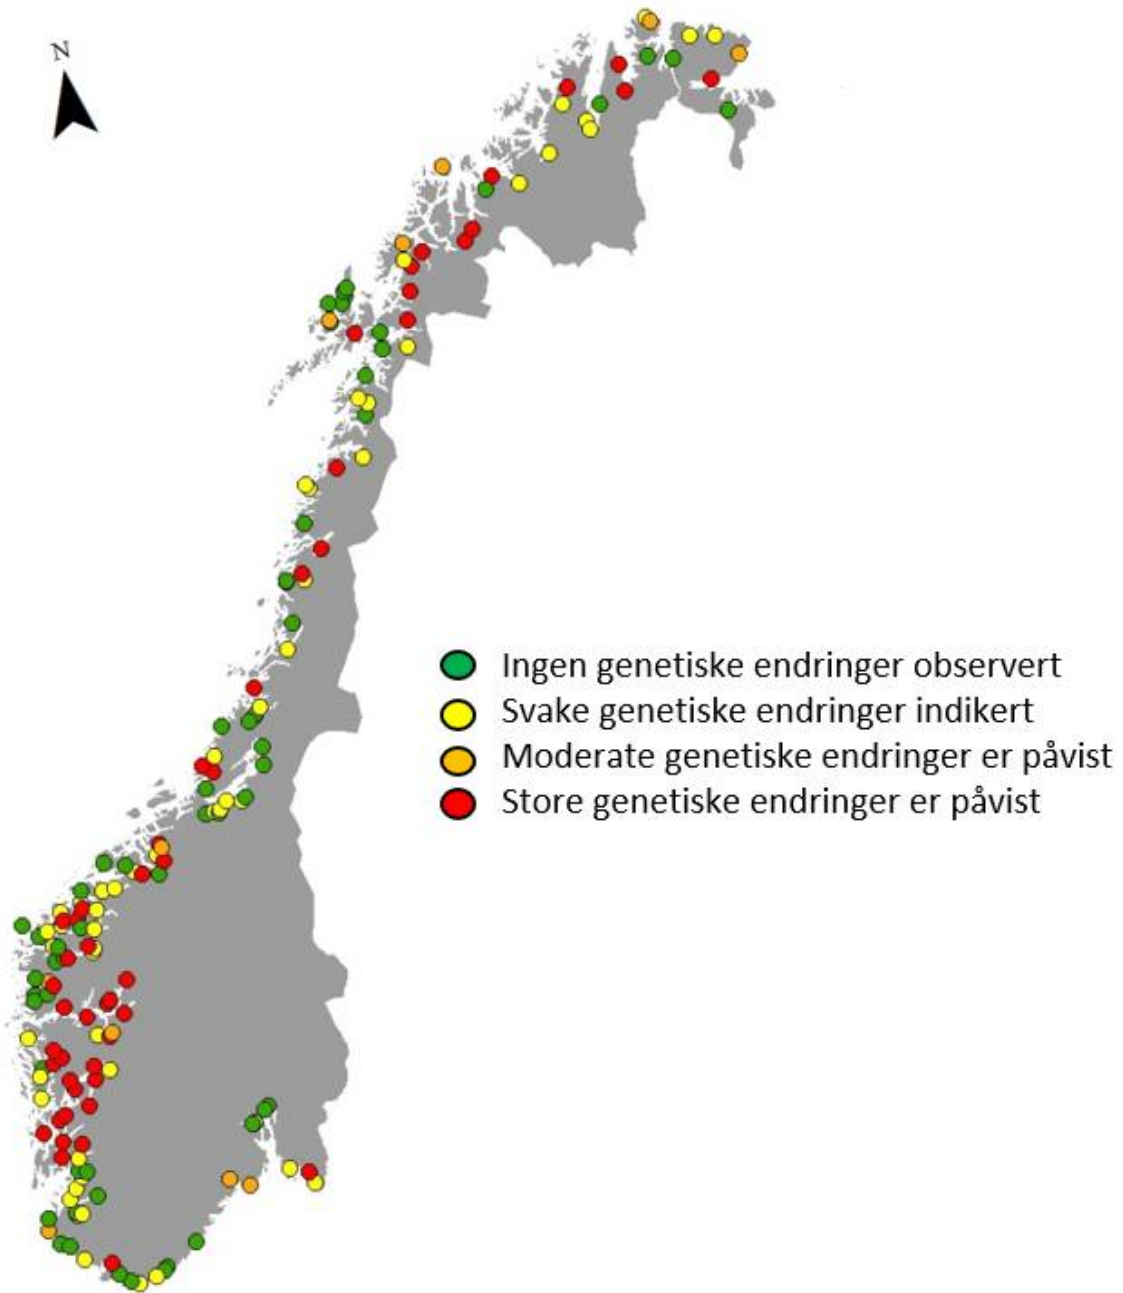 N
Ingen genetiske endringer observert
Svake genetiske endringer indikert
Moderate genetiske endringer er påvist
Store genetiske endringer er påvist